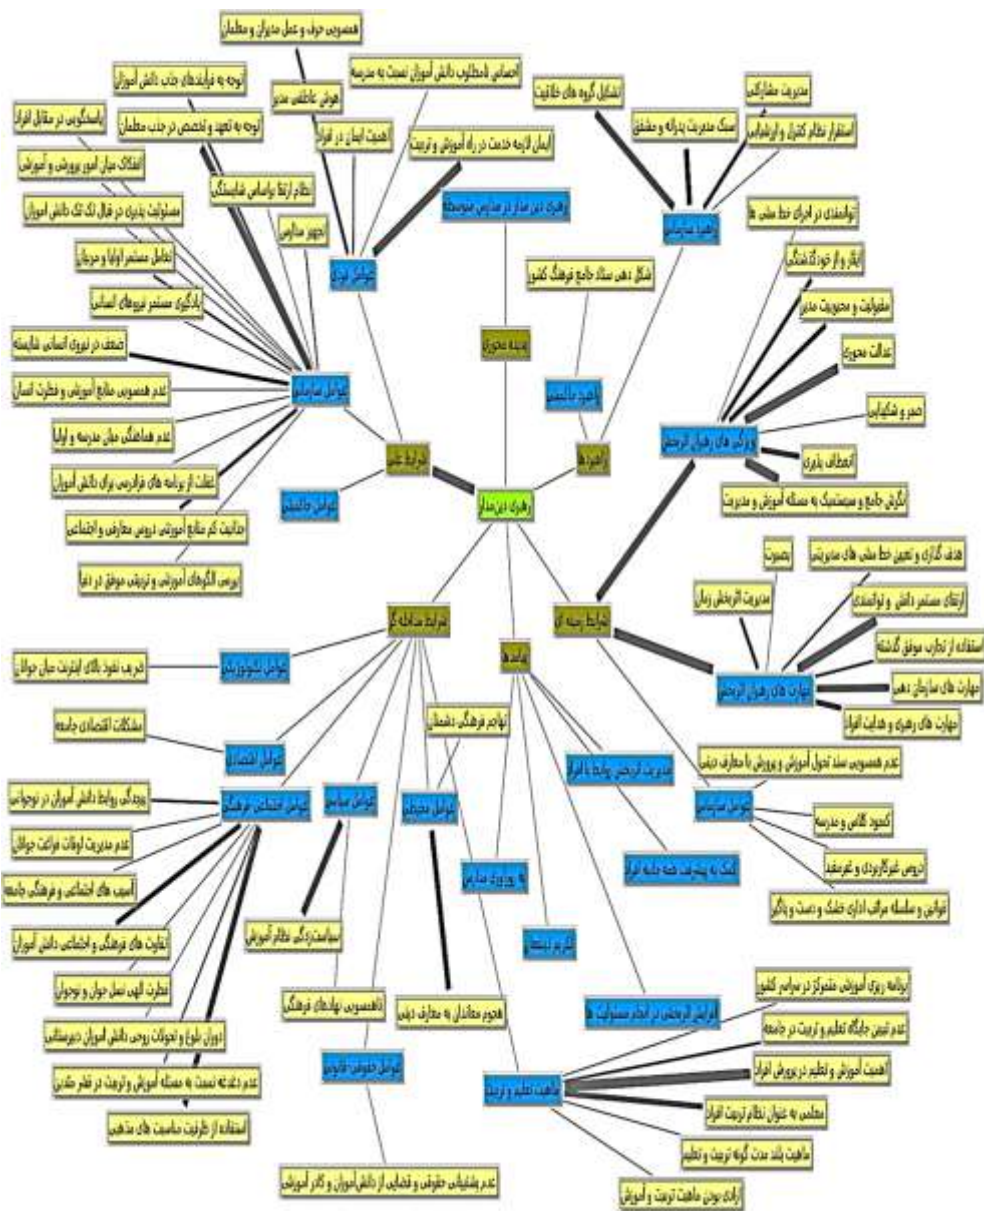 همسویی حرف و عمل مدیران و معلمان
توجه به فرآیندهای جذب دانش آموزان
هوش عاطفی مدیر
احساس نامطلوب دانش آموزان نسبت به مدرسه
تشکیل گروه های خلاقیت
مدیریت مشارکتی
پاسخگویی در مقابل افراد
توجه به تعهد و تخصص در جذب معلمان
اهمیت ایمان در افراد
ایمان لازمه خدمت در راه آموزش و تربیت
سبک مدیریت پدرانه و مشفق
استقرار نظام کنترل و ارزشیابی
انفکاک میان امور پرورشی و آموزشی
نظام ارتقا براساس شایستگی
رهبری دین مدار در مدارس متوسطه
مسئولیت پذیری در قبال تک تک دانش آموزان
تجهیز مدارس
راهبرد سازمانی
توانمندی در اجرای خط مشی ها
تعامل مستمر اولیا و مربیان
عوامل فردی
شکل دهی ستاد جامع فرهنگ کشور
ایثار و از خودگذشتگی
یادگیری مستمر نیروهای انسانی
مقبولیت و محبوبیت مدیر
ضعف در نیروی انسانی شایسته
پدیده محوری
عدالت محوری
عدم همسویی منابع آموزشی و فطرت انسان
عوامل سازمانی
راهبرد حاکمیتی
صبر و شکیبایی
عدم هماهنگی میان مدرسه و اولیا
شرایط علی
راهبردها
ویژگی های رهبران اثربخش
انعطاف پذیری
غفلت از برنامه های فرادرسی برای دانش آموزان
عوامل حاکمیتی
رهبری دین‌مدار
نگرش جامع و سیستمیک به مسئله آموزش و مدیریت
جذابیت کم منابع آموزشی دروس معارفی و اجتماعی
بررسی الگوهای آموزشی و تربیتی موفق در دنیا
بصیرت
هدف گذاری و تعیین خط مشی های مدیریتی
مدیریت اثربخش زمان
ارتقای مستمر دانش و توانمندی
شرایط مداخله گر
شرایط زمینه ای
استفاده از تجارب موفق گذشته
پیامدها
مهارت های رهبران اثربخش
مهارت های سازمان دهی
ضریب نفوذ بالای اینترنت میان جوانان
عوامل تکنولوژیکی
مهارت های رهبری و هدایت افراد
تهاجم فرهنگی دشمنان
مشکلات اقتصادی جامعه
عوامل اقتصادی
مدیریت اثربخش روابط با افراد
عدم همسویی سند تحول آموزش و پرورش با معارف دینی
پیچیدگی روابط دانش آموزان در نوجوانی
عوامل اجتماعی فرهنگی
عوامل سیاسی
عوامل محیطی
عوامل سازمانی
کمبود کلاس و مدرسه
عدم مدیریت اوقات فراغت جوانان
دروس غیرکاربردی و غیرمفید
آسیب های اجتماعی و فرهنگی جامعه
بهره وری مدارس
کمک به پیشرفت همه جانبه افراد
قوانین و سلسله مراتب اداری خشک و دست و پاگیر
تفاوت های فرهنگی و اجتماعی دانش آموزان
سیاست‌زدگی نظام آموزش
تکریم ذینفعان
فطرت الهی نسل جوان و نوجوان
ناهمسویی نهادهای فرهنگی
هجوم معاندان به معارف دینی
افزایش اثربخشی در انجام مسئولیت ها
برنامه ریزی آموزشی متمرکز در سراسر کشور
دوران بلوغ و تحولات روحی دانش آموزان دبیرستانی
عدم تبیین جایگاه تعلیم و تربیت در جامعه
عوامل حقوقی-قانونی
اهمیت آموزش و تعلیم در پرورش افراد
عدم دغدغه نسبت به مسئله آموزش و تربیت در قشر متدین
ماهیت تعلیم و تربیت
معلمی به عنوان نظام تربیت افراد
استفاده از ظرفیت مناسبت های مذهبی
ماهیت بلند مدت گونه تربیت و تعلیم
عدم پشتیبانی حقوقی و قضایی از دانش‌آموزان و کادر آموزشی
ارادی بودن ماهیت تربیت و آموزش